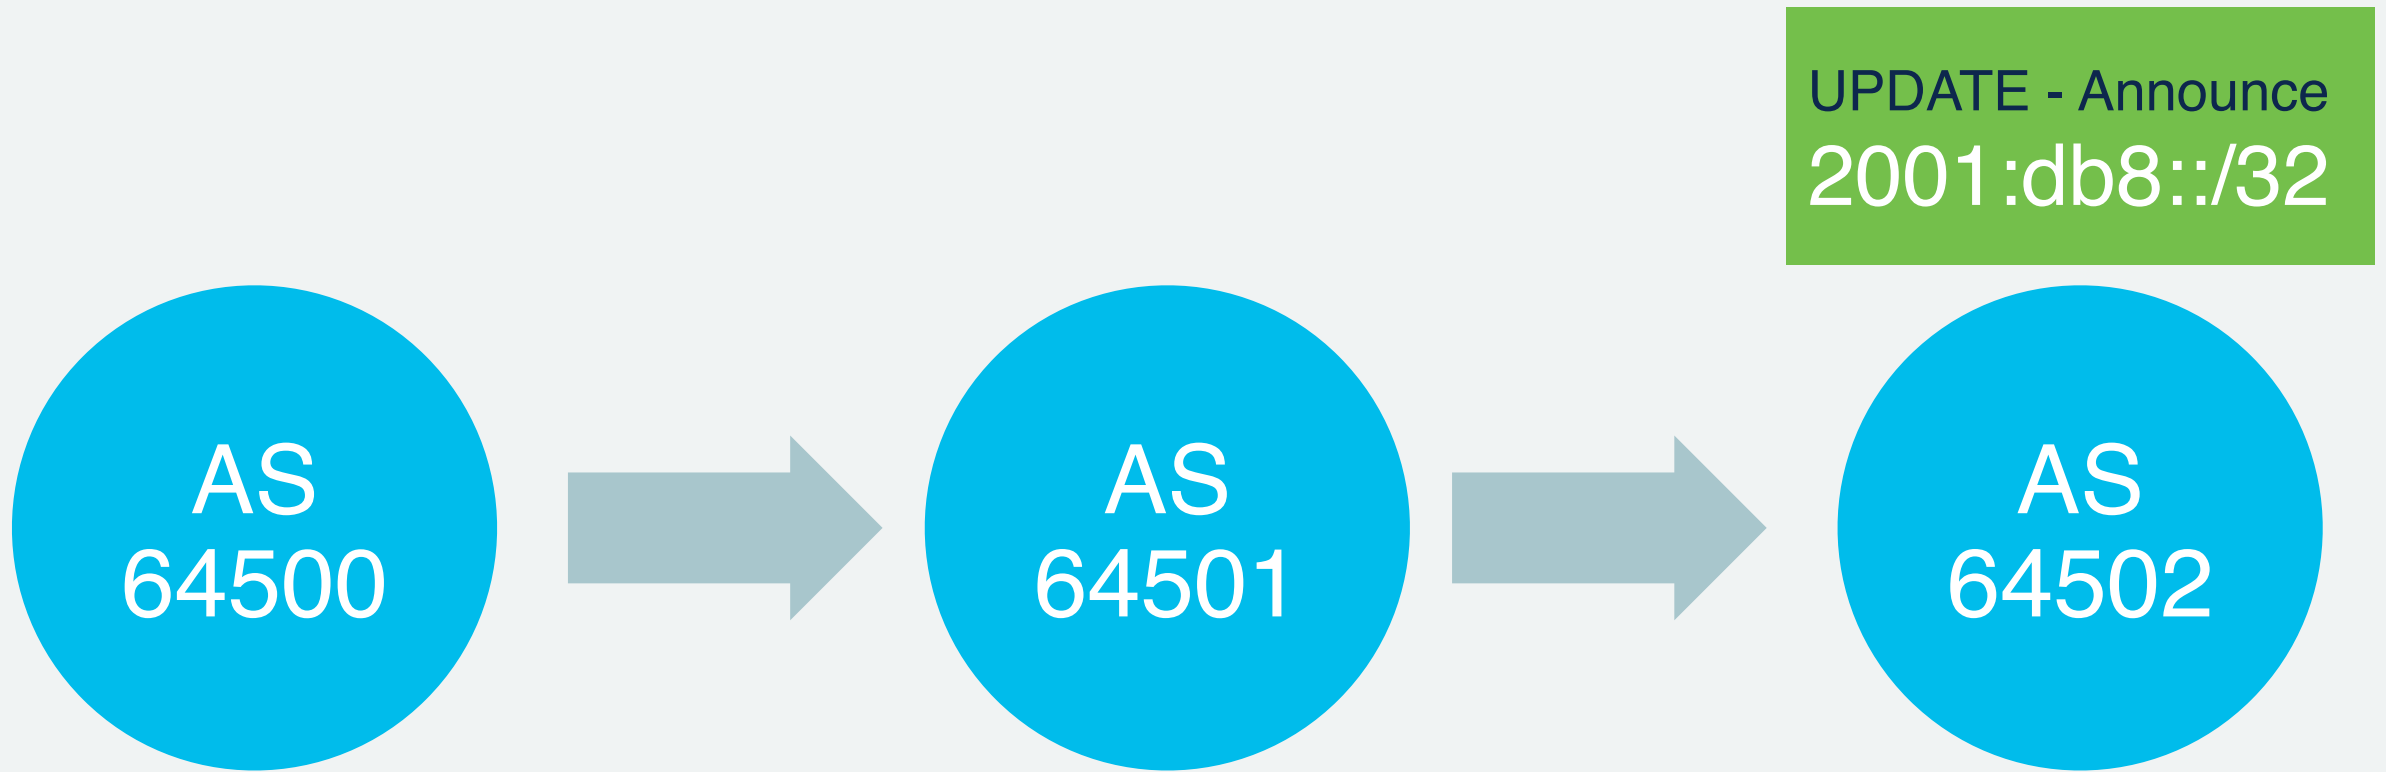 UPDATE - Announce
2001:db8::/32
AS
64500
AS
64501
AS
64502